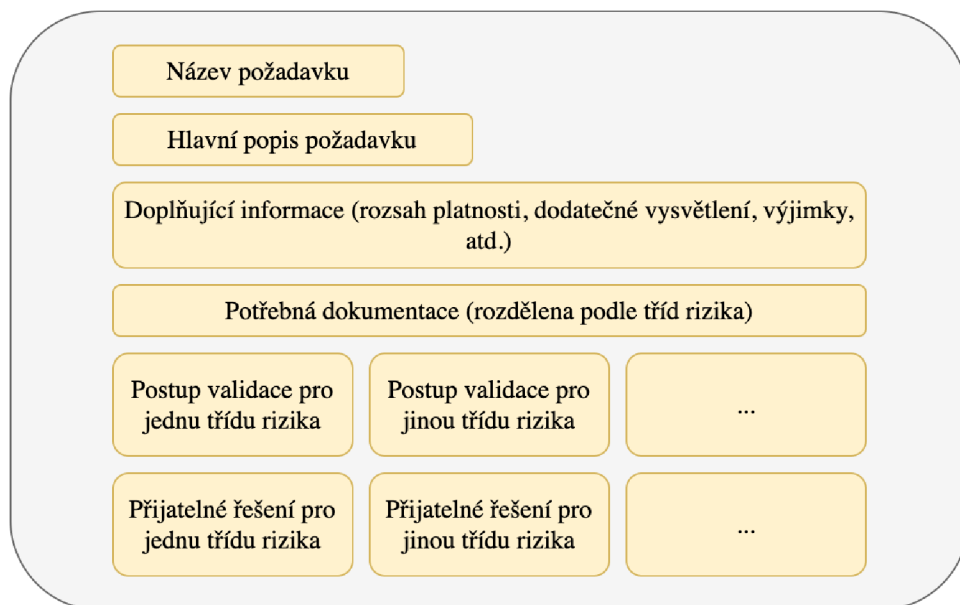 Název požadavku
Hlavní popis požadavku
Doplňující informace (rozsah platnosti, dodatečné vysvětlení, výjimky,
atd.)
Potřebná dokumentace (rozdělena podle tříd rizika)
Postup validace pro
jednu třídu rizika
Postup validace pro
jinou třídu rizika
...
Přijatelné řešení pro
jednu třídu rizika
Přijatelné řešení pro
jinou třídu rizika
...